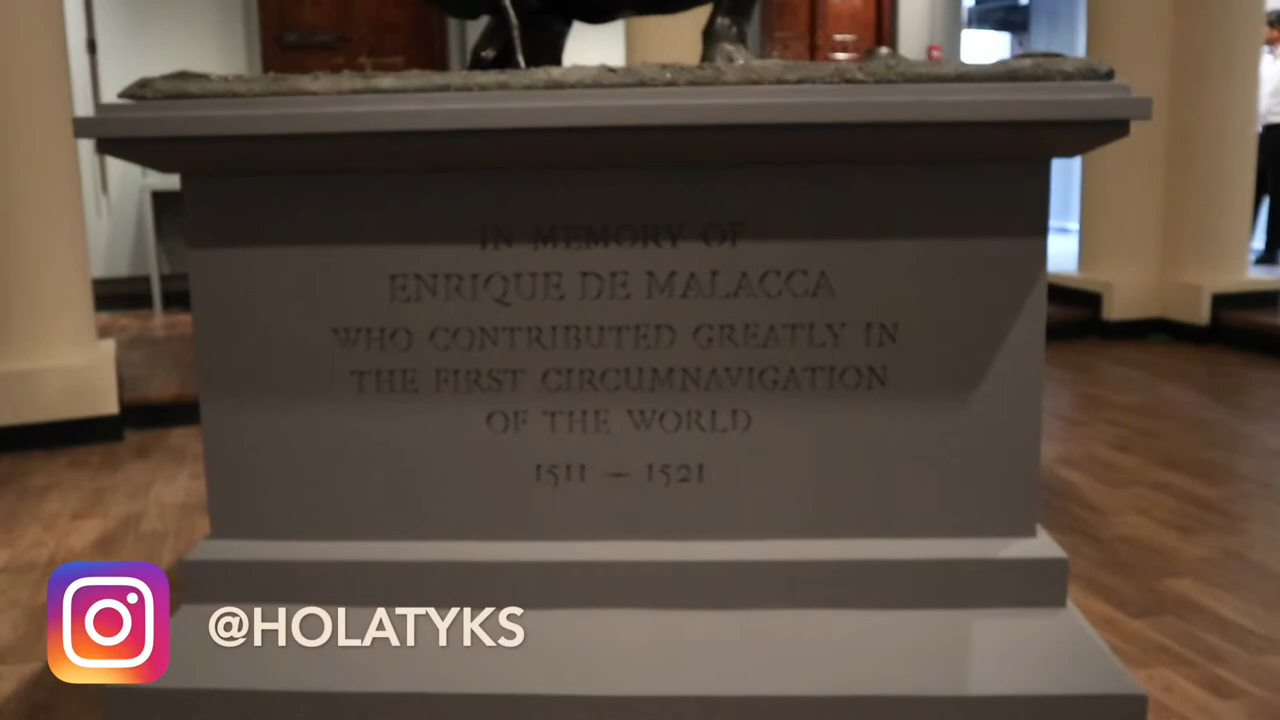 IN MEMORY OF
ENRIQUE DE MALACCA
WHO CONTRIBUTED GREATLY IN
THE FIRST CIRCUMNAVIGATION
OF THE WORLD
1511 — 1521
@HOLATYKS